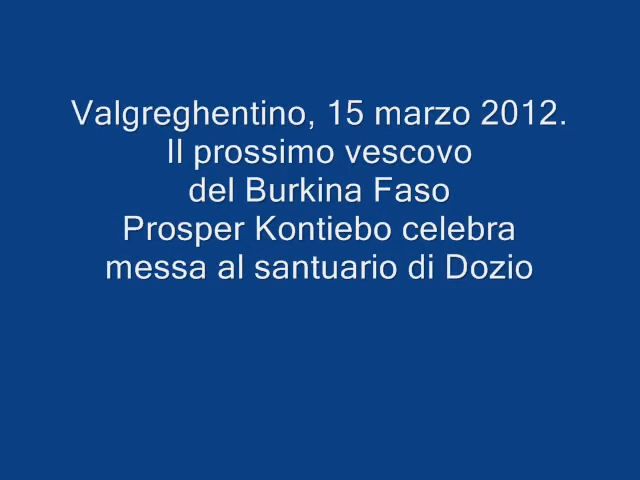 Valgreghentino, 15 marzo 2012.
Il prossimo vescovo
del Burkina Faso
Prosper Kontiebo celebra
messa al santuario di Dozio